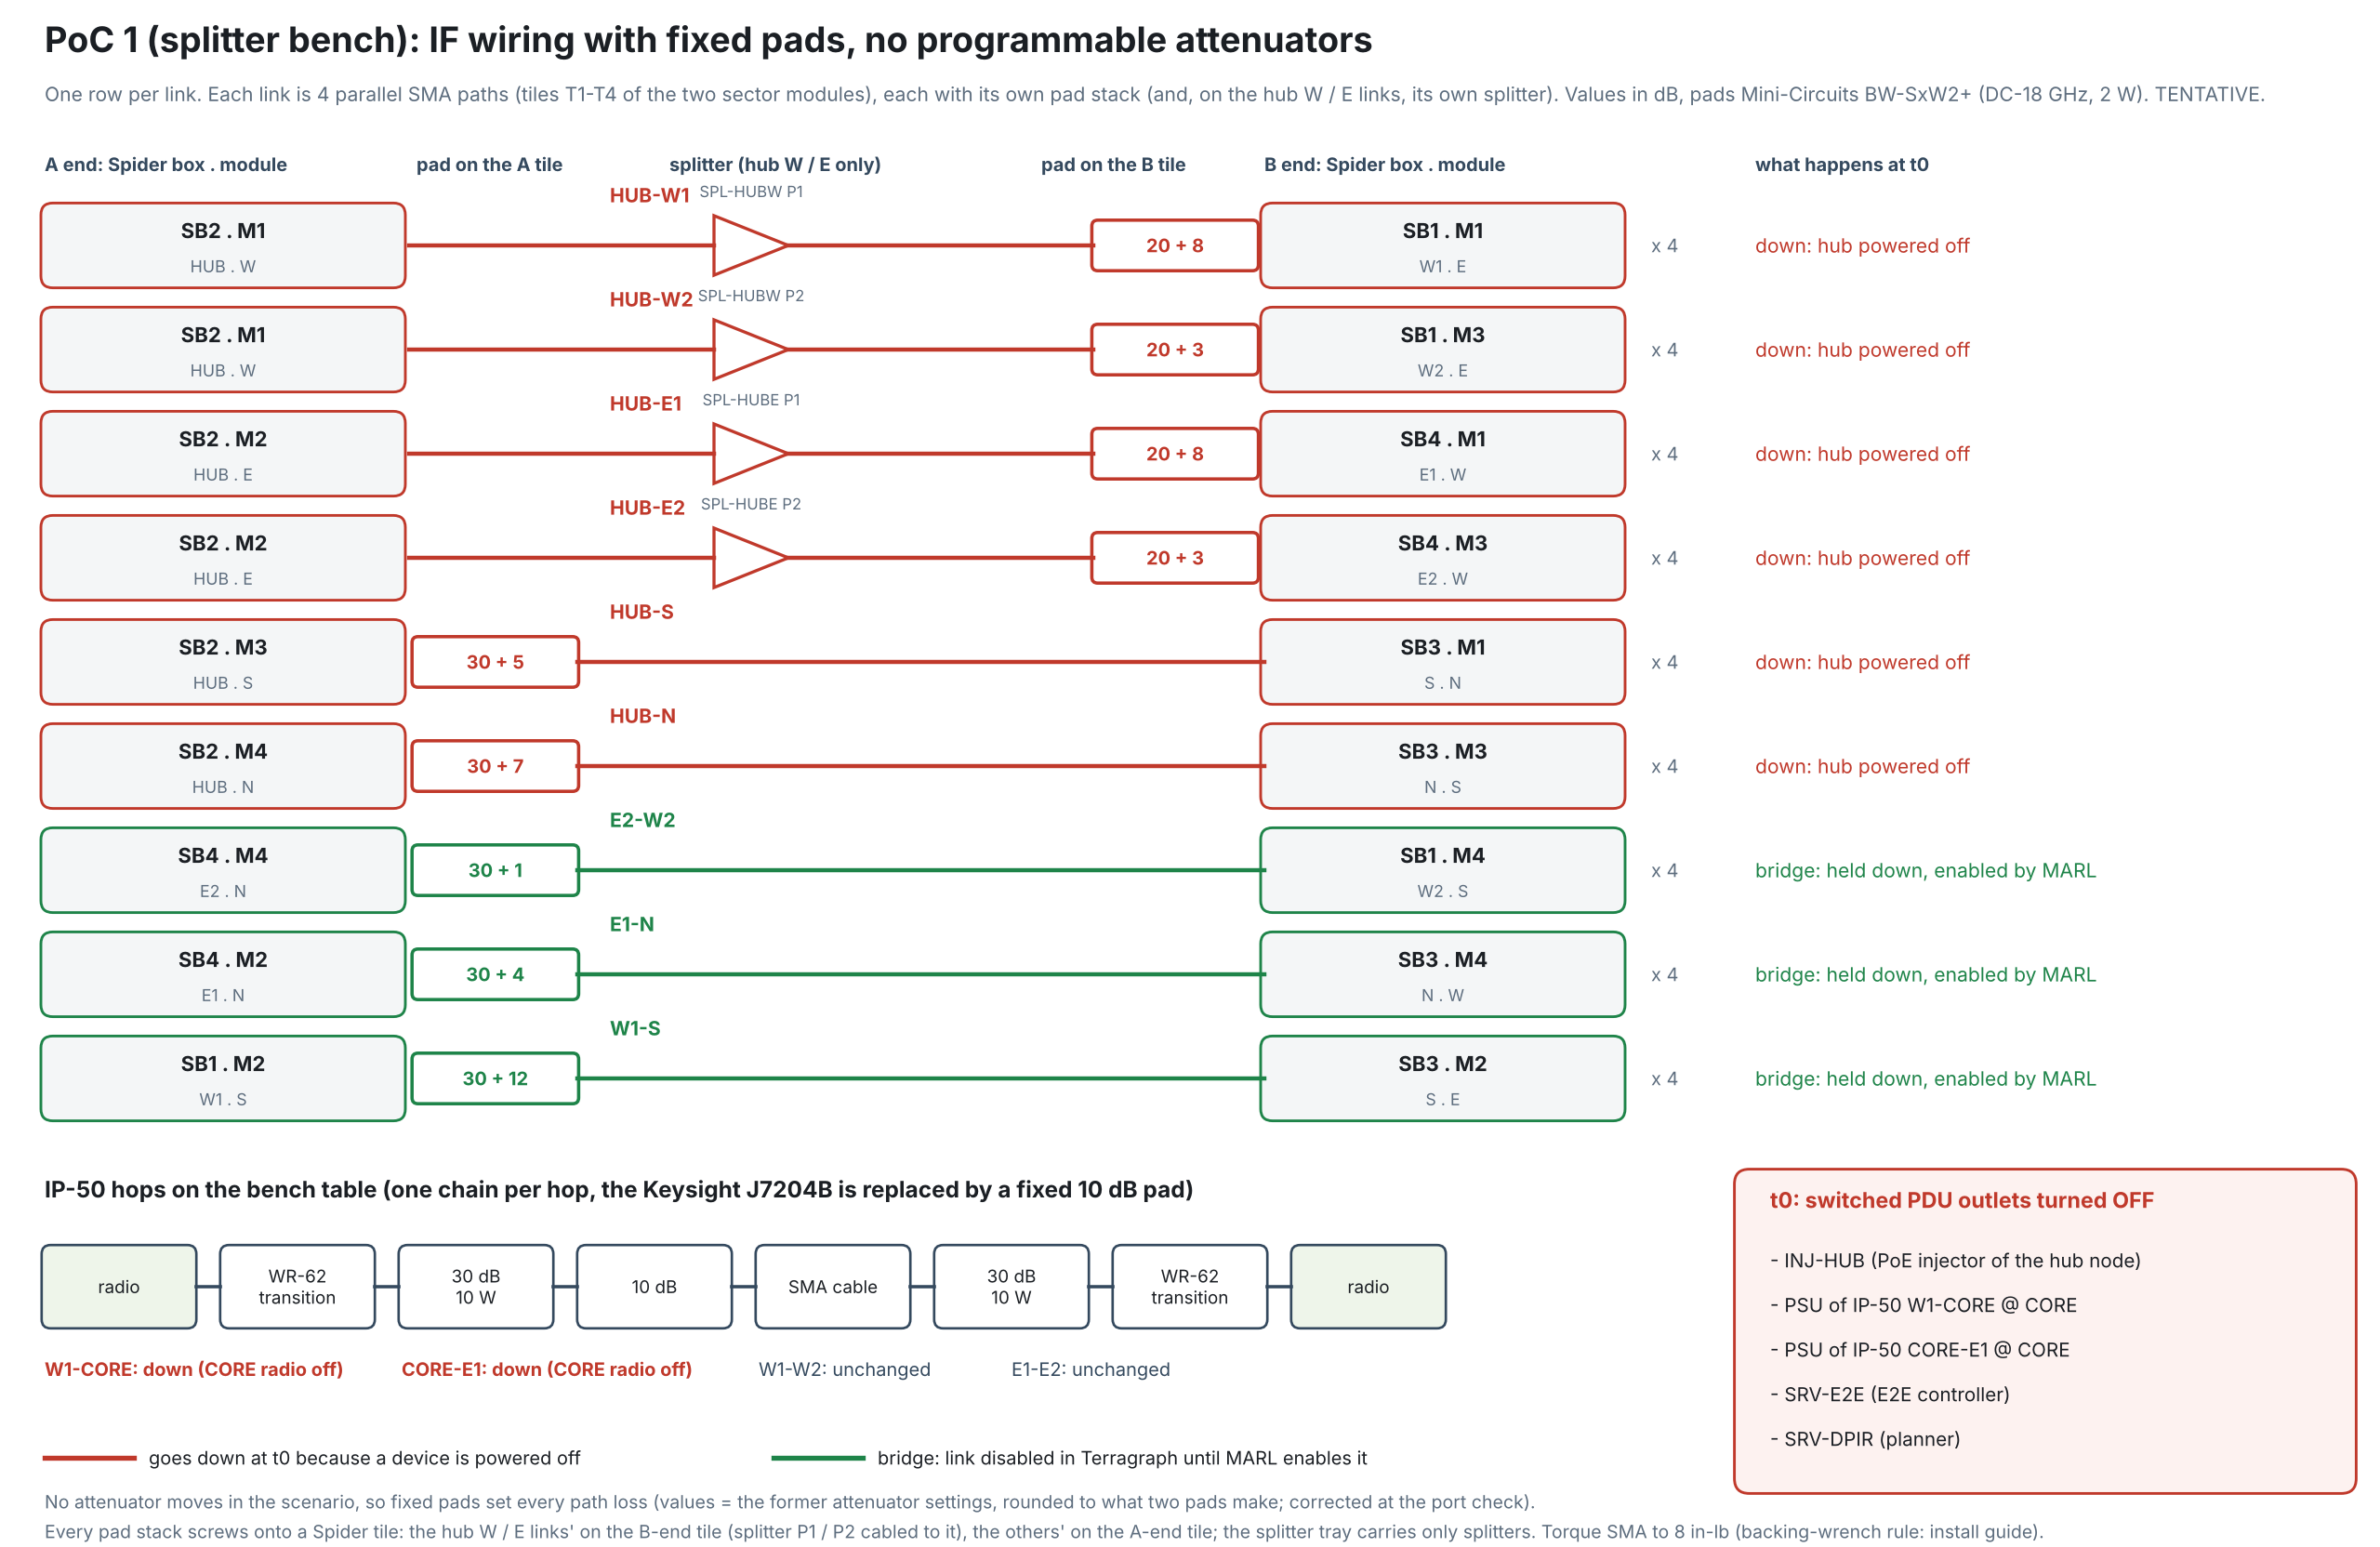 PoC 1 (splitter bench): IF wiring with fixed pads, no programmable attenuators
One row per link. Each link is 4 parallel SMA paths (tiles T1-T4 of the two sector modules), each with its own pad stack (and, on the hub W / E links, its own splitter). Values in dB, pads Mini-Circuits BW-SxW2+ (DC-18 GHz, 2 W). TENTATIVE.
A end: Spider box . module pad on the A tile splitter (hub W / E only) pad on the B tile B end: Spider box . module what happens at t0
HUB-W1 SPL-HUBW P1
SB2 . M1
HUB . W
20 + 8
SB1 . M1
W1 . E
x 4
down: hub powered off
HUB-W2 SPL-HUBW P2
SB2 . M1
HUB . W
20 + 3
SB1 . M3
W2 . E
x 4
down: hub powered off
HUB-E1 SPL-HUBE P1
SB2 . M2
HUB . E
20 + 8
SB4 . M1
E1 . W
x 4
down: hub powered off
HUB-E2 SPL-HUBE P2
SB2 . M2
HUB . E
20 + 3
SB4 . M3
E2 . W
x 4
down: hub powered off
HUB-S
SB2 . M3
HUB . S
30 + 5
SB3 . M1
S . N
x 4
down: hub powered off
HUB-N
SB2 . M4
HUB . N
30 + 7
SB3 . M3
N . S
x 4
down: hub powered off
E2-W2
SB4 . M4
E2 . N
30 + 1
SB1 . M4
W2 . S
x 4
bridge: held down, enabled by MARL
E1-N
SB4 . M2
E1 . N
30 + 4
SB3 . M4
N . W
x 4
bridge: held down, enabled by MARL
W1-S
SB1 . M2
W1 . S
30 + 12
SB3 . M2
S . E
x 4
bridge: held down, enabled by MARL
IP-50 hops on the bench table (one chain per hop, the Keysight J7204B is replaced by a fixed 10 dB pad)
radio
WR-62
transition
30 dB
10 W
10 dB
SMA cable
30 dB
10 W
WR-62
transition
radio
W1-CORE: down (CORE radio off) CORE-E1: down (CORE radio off) W1-W2: unchanged E1-E2: unchanged
t0: switched PDU outlets turned OFF
- INJ-HUB (PoE injector of the hub node)
- PSU of IP-50 W1-CORE @ CORE
- PSU of IP-50 CORE-E1 @ CORE
- SRV-E2E (E2E controller)
- SRV-DPIR (planner)
goes down at t0 because a device is powered off
bridge: link disabled in Terragraph until MARL enables it
No attenuator moves in the scenario, so fixed pads set every path loss (values = the former attenuator settings, rounded to what two pads make; corrected at the port check).
Every pad stack screws onto a Spider tile: the hub W / E links' on the B-end tile (splitter P1 / P2 cabled to it), the others' on the A-end tile; the splitter tray carries only splitters. Torque SMA to 8 in-lb (backing-wrench rule: install guide).